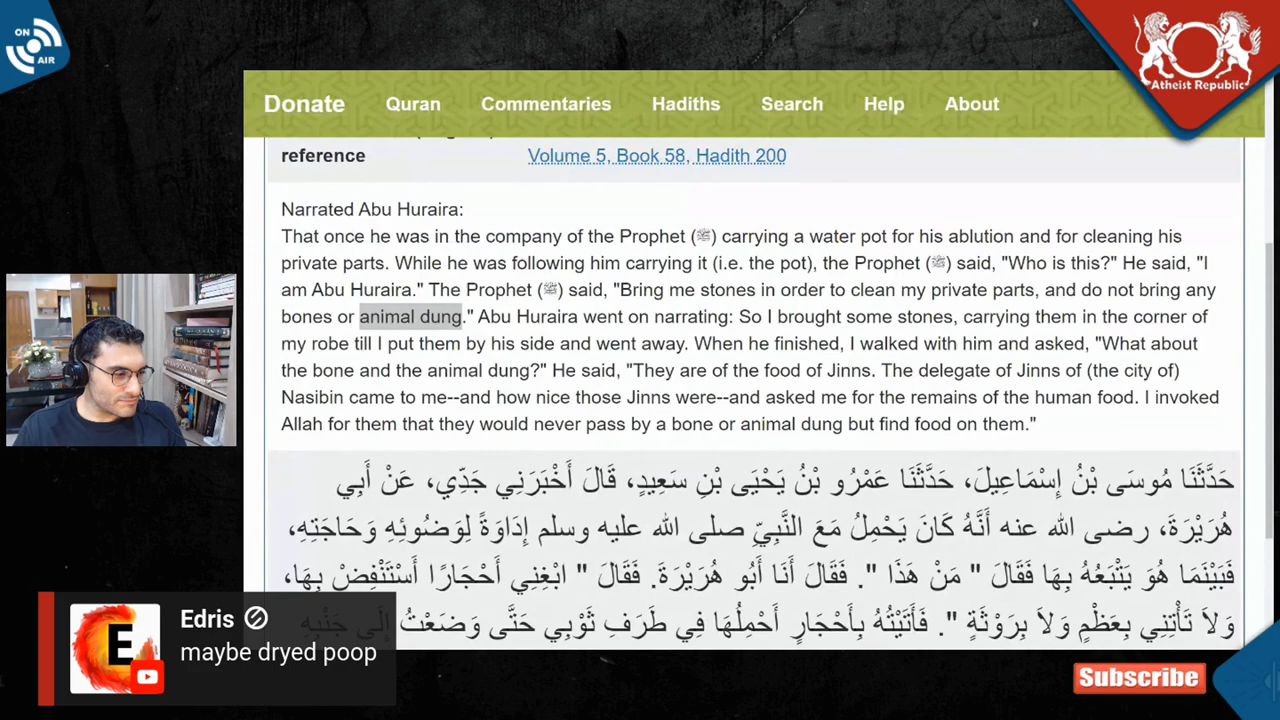 ON
AIR
Atheist Republic
Donate Quran Commentaries Hadiths Search Help About
reference Volume 5, Book 58, Hadith 200
Narrated Abu Huraira:
That once he was in the company of the Prophet (ﷺ) carrying a water pot for his ablution and for cleaning his
private parts. While he was following him carrying it (i.e. the pot), the Prophet (ﷺ) said, "Who is this?" He said, "I
am Abu Huraira." The Prophet (ﷺ) said, "Bring me stones in order to clean my private parts, and do not bring any
bones or animal dung." Abu Huraira went on narrating: So I brought some stones, carrying them in the corner of
my robe till I put them by his side and went away. When he finished, I walked with him and asked, "What about
the bone and the animal dung?" He said, "They are of the food of Jinns. The delegate of Jinns of (the city of)
Nasibin came to me--and how nice those Jinns were--and asked me for the remains of the human food. I invoked
Allah for them that they would never pass by a bone or animal dung but find food on them."
حَدَّثَنَا مُوسَى بْنُ إِسْمَاعِيلَ، حَدَّثَنَا عَمْرُو بْنُ يَحْيَى بْنِ سَعِيدٍ، قَالَ أَخْبَرَنِي جَدِّي، عَنْ أَبِي
هُرَيْرَةَ، رضى الله عنه أَنَّهُ كَانَ يَحْمِلُ مَعَ النَّبِيِّ صلى الله عليه وسلم إِدَاوَةً لِوَضُوئِهِ وَحَاجَتِهِ،
فَبَيْنَمَا هُوَ يَتْبَعُهُ بِهَا فَقَالَ " مَنْ هَذَا ". فَقَالَ أَنَا أَبُو هُرَيْرَةَ. فَقَالَ " ابْغِنِي أَحْجَارًا أَسْتَنْفِضْ بِهَا،
وَلاَ تَأْتِنِي بِعَظْمٍ وَلاَ بِرَوْثَةٍ ". فَأَتَيْتُهُ بِأَحْجَارٍ أَحْمِلُهَا فِي طَرَفِ ثَوْبِي حَتَّى وَضَعْتُ إِلَى جَنْبِهِ
E
Edris
maybe dryed poop
Subscribe